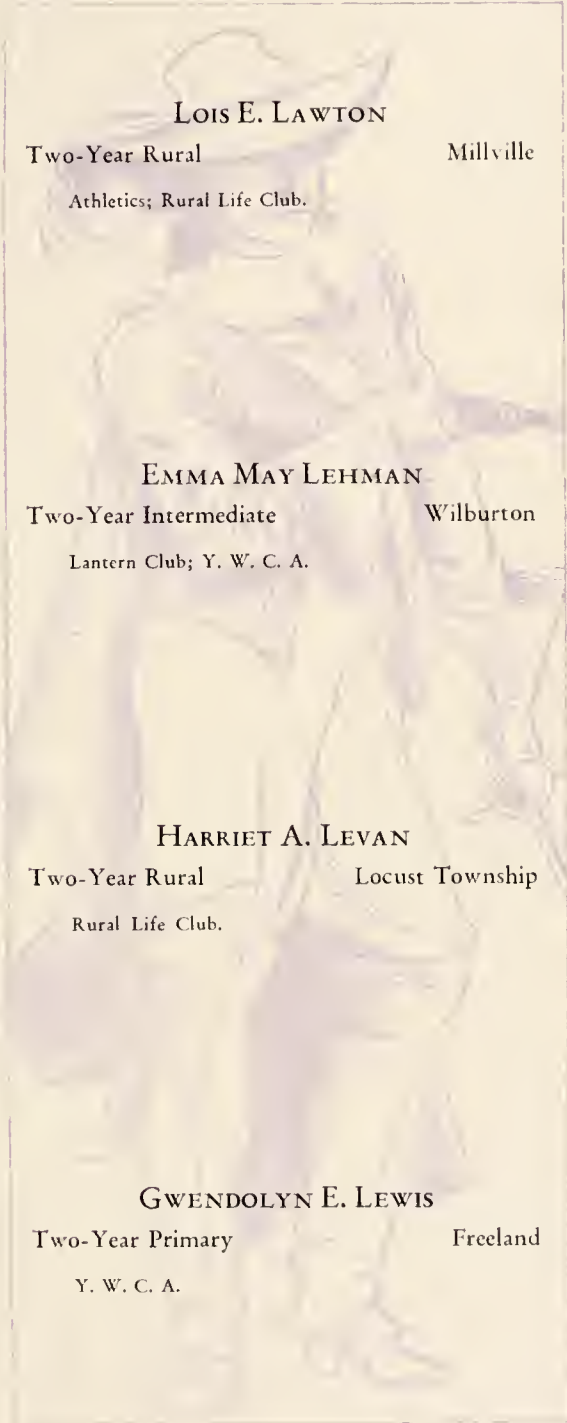 LOIS E. LAWTON
Two-Year Rural Millville
Athletics; Rural Life Club.
EMMA MAY LEHMAN
Two-Year Intermediate Wilburton
Lantern Club; Y. W. C. A.
HARRIET A. LEVAN
Two-Year Rural Locust Township
Rural Life Club.
GWENDOLYN E. LEWIS
Two-Year Primary Freeland
Y. W. C. A.